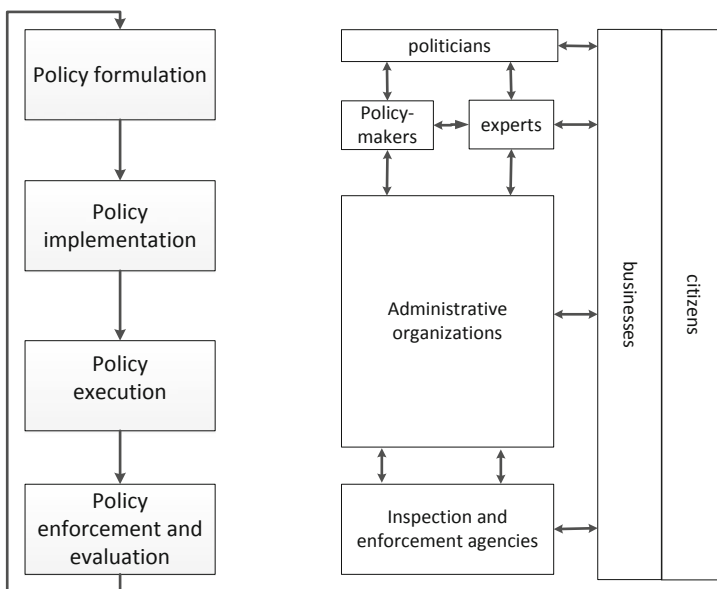 Policy formulation
Policy
implementation
Policy
execution
Policy
enforcement and
evaluation
politicians
Policy-
makers
experts
Administrative
organizations
Inspection and
enforcement agencies
businesses
citizens